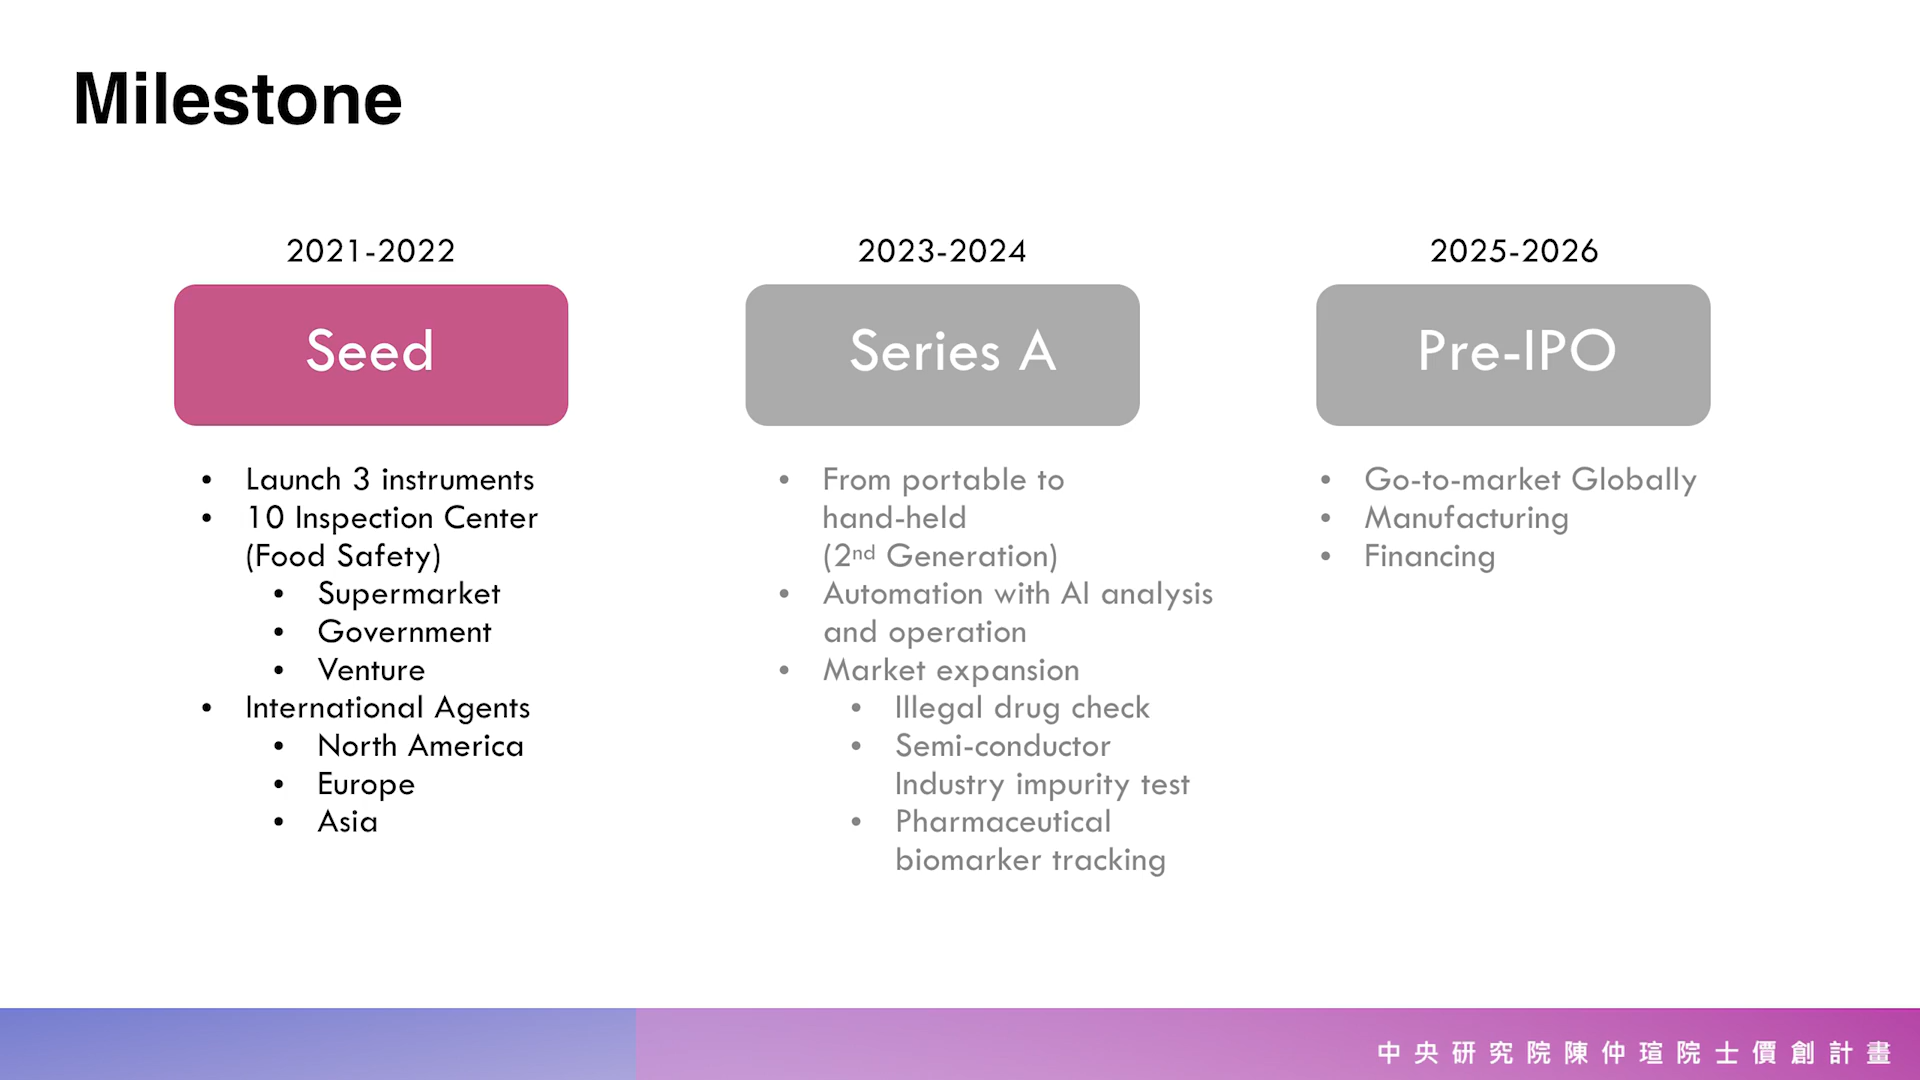 Milestone
2021-2022
Seed
• Launch 3 instruments
• 10 Inspection Center
(Food Safety)
• Supermarket
• Government
• Venture
• International Agents
• North America
• Europe
• Asia
2023-2024
Series A
• From portable to
hand-held
(2nd Generation)
• Automation with AI analysis
and operation
• Market expansion
• Illegal drug check
• Semi-conductor
Industry impurity test
• Pharmaceutical
biomarker tracking
2025-2026
Pre-IPO
• Go-to-market Globally
• Manufacturing
• Financing
中央研究院陳仲瑄院士價創計畫